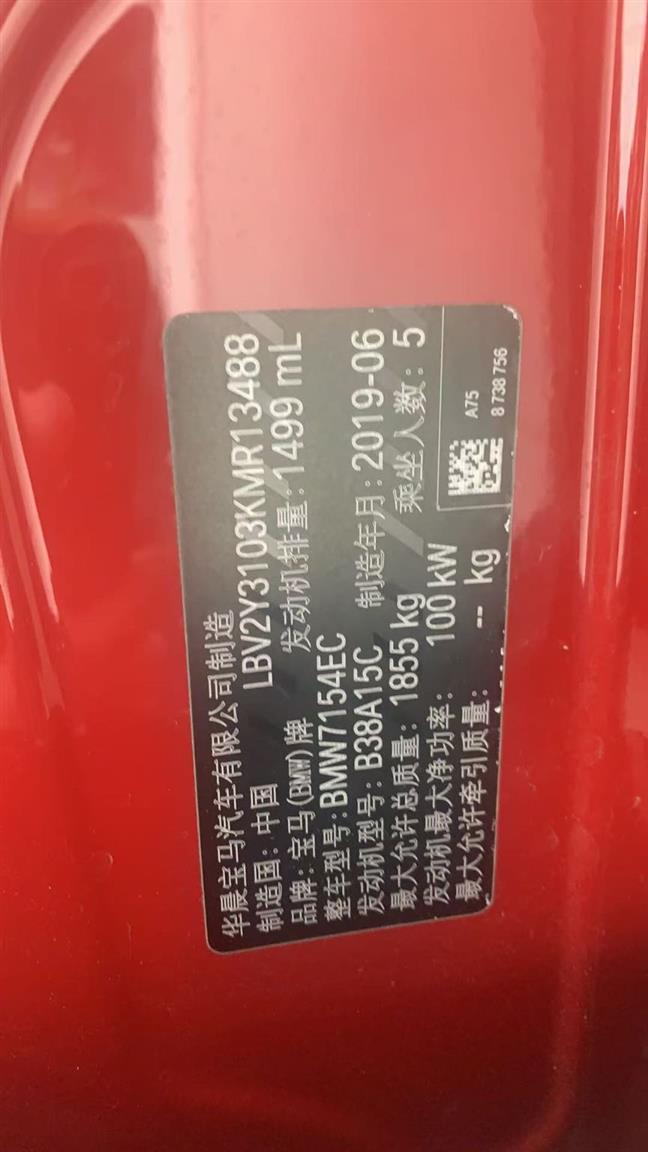 华晨宝马汽车有限公司制造
制造国: 中国 LBV2Y3103KMR13488
品牌: 宝马(BMW)牌 发动机排量: 1499 mL
整车型号: BMW7154EC
发动机型号: B38A15C 制造年月: 2019-06
最大允许总质量: 1855 kg 乘坐人数: 5
发动机最大净功率: 100 kW
最大允许牵引质量: -- kg
A75
8 738 756